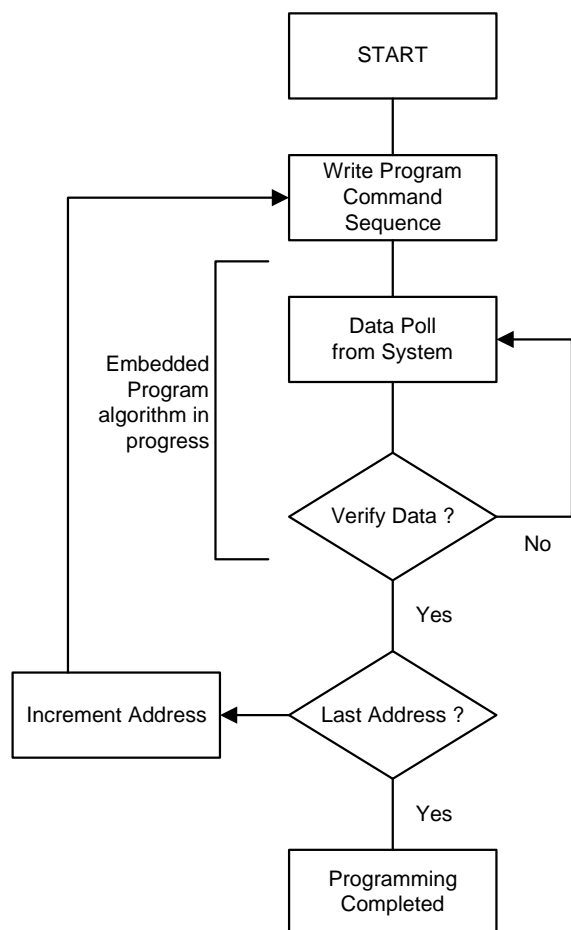 START
Write Program
Command
Sequence
Data Poll
from System
Embedded
Program
algorithm in
progress
Verify Data ?
No
Yes
Increment Address
Last Address ?
Yes
Programming
Completed